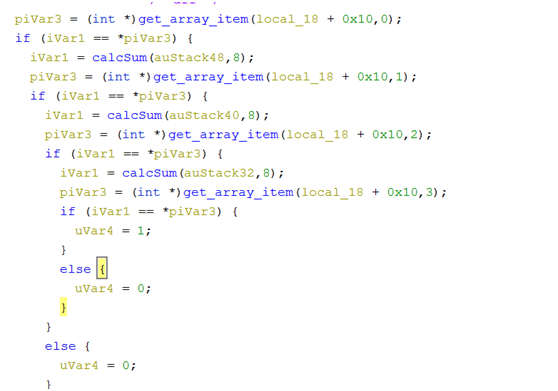 piVar3 = (int *)get_array_item(local_18 + 0x10,0);
if (iVar1 == *piVar3) {
iVar1 = calcSum(auStack48,8);
piVar3 = (int *)get_array_item(local_18 + 0x10,1);
if (iVar1 == *piVar3) {
iVar1 = calcSum(auStack40,8);
piVar3 = (int *)get_array_item(local_18 + 0x10,2);
if (iVar1 == *piVar3) {
iVar1 = calcSum(auStack32,8);
piVar3 = (int *)get_array_item(local_18 + 0x10,3);
if (iVar1 == *piVar3) {
uVar4 = 1;
}
else {
uVar4 = 0;
}
}
else {
uVar4 = 0;
}